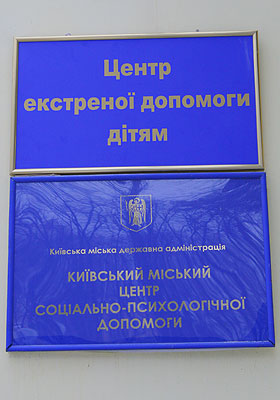 Центр
екстреної допомоги
дітям
Київська міська державна адміністрація
КИЇВСЬКИЙ МІСЬКИЙ
ЦЕНТР
СОЦІАЛЬНО-ПСИХОЛОГІЧНОЇ
ДОПОМОГИ